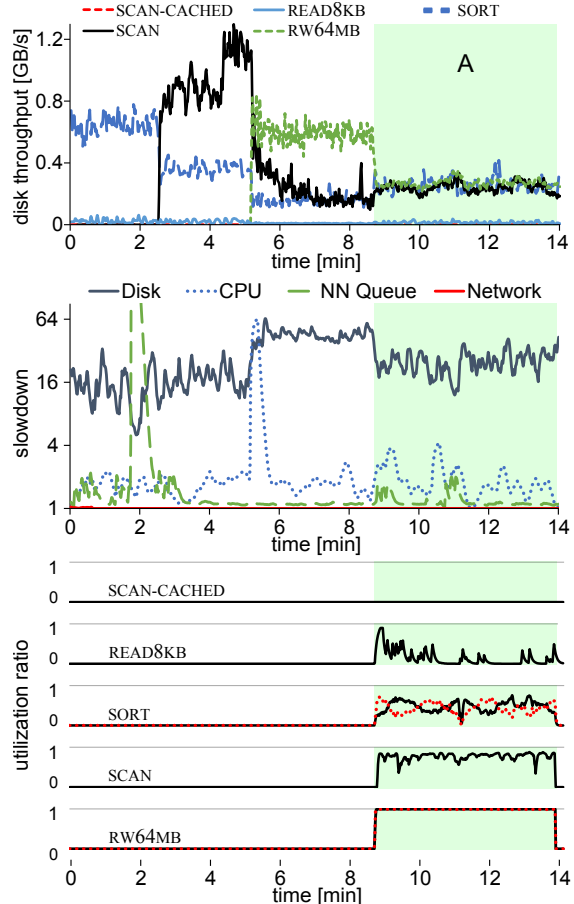 SCAN-CACHED READ8KB SORT
SCAN RW64MB
disk throughput [GB/s]
1.2
0.8
0.4
0
A
0 2 4 6 8 10 12 14
time [min]
Disk CPU NN Queue Network
slowdown
64
16
4
1
0 2 4 6 8 10 12 14
time [min]
utilization ratio
1
0
SCAN-CACHED
1
0
READ8KB
1
0
SORT
1
0
SCAN
1
0
RW64MB
0 2 4 6 8 10 12 14
time [min]